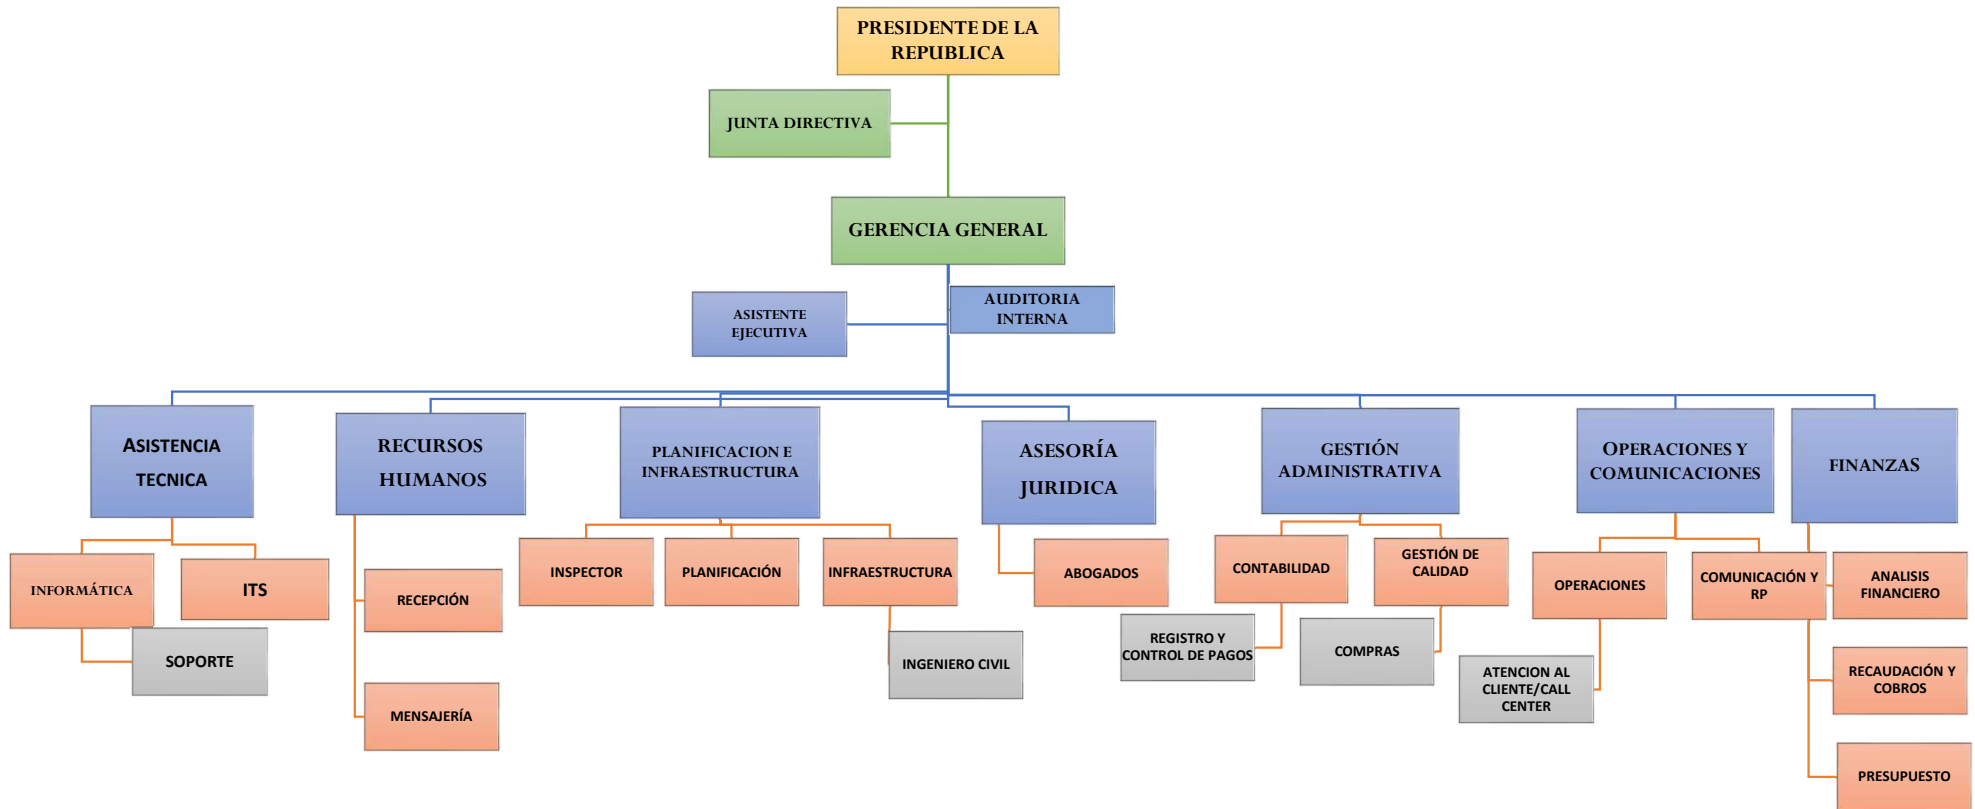 PRESIDENTE DE LA
REPUBLICA
JUNTA DIRECTIVA
GERENCIA GENERAL
ASISTENTE
EJECUTIVA
AUDITORIA
INTERNA
ASISTENCIA
TECNICA
RECURSOS
HUMANOS
PLANIFICACION E
INFRAESTRUCTURA
ASESORÍA
JURIDICA
GESTIÓN
ADMINISTRATIVA
OPERACIONES Y
COMUNICACIONES
FINANZAS
INFORMÁTICA
ITS
SOPORTE
RECEPCIÓN
MENSAJERÍA
INSPECTOR
PLANIFICACIÓN
INFRAESTRUCTURA
INGENIERO CIVIL
ABOGADOS
CONTABILIDAD
REGISTRO Y
CONTROL DE PAGOS
GESTIÓN DE
CALIDAD
COMPRAS
OPERACIONES
ATENCION AL
CLIENTE/CALL
CENTER
COMUNICACIÓN Y
RP
ANALISIS
FINANCIERO
RECAUDACIÓN Y
COBROS
PRESUPUESTO